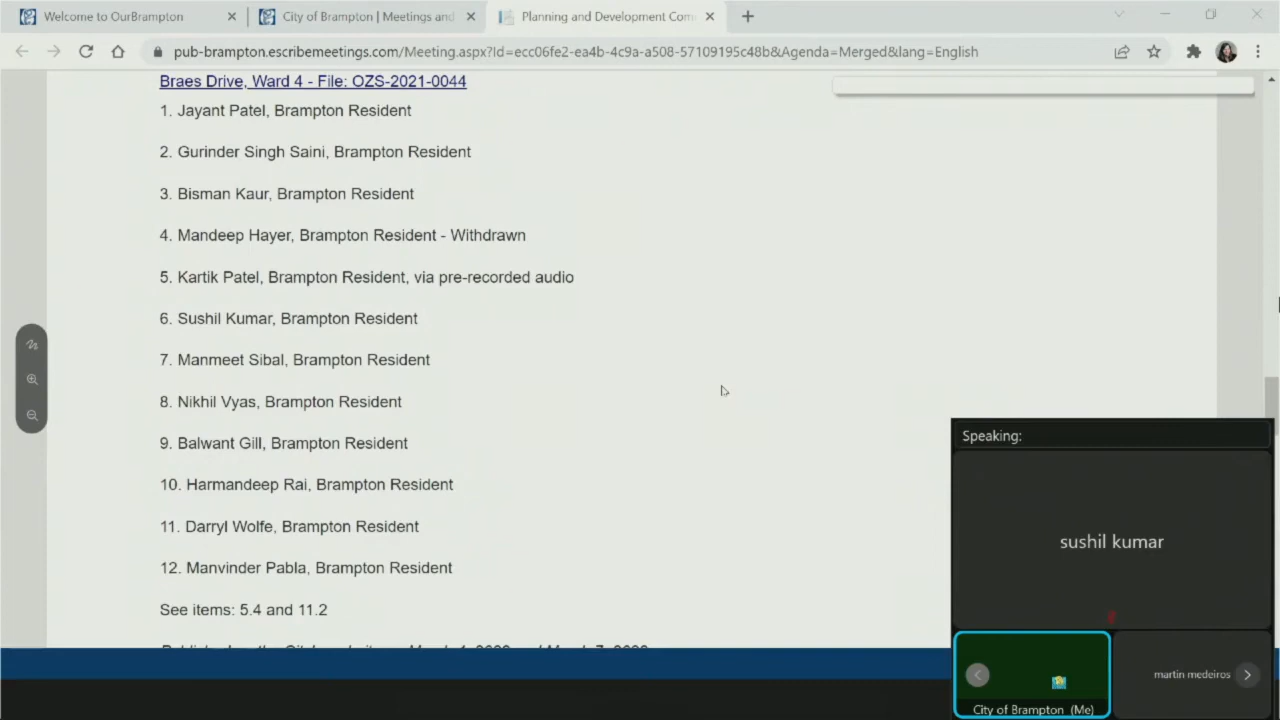 Welcome to OurBrampton
City of Brampton | Meetings and
Planning and Development Com
pub-brampton.escribemeetings.com/Meeting.aspx?Id=ecc06fe2-ea4b-4c9a-a508-57109195c48b&Agenda=Merged&lang=English
Braes Drive, Ward 4 - File: OZS-2021-0044
1. Jayant Patel, Brampton Resident
2. Gurinder Singh Saini, Brampton Resident
3. Bisman Kaur, Brampton Resident
4. Mandeep Hayer, Brampton Resident - Withdrawn
5. Kartik Patel, Brampton Resident, via pre-recorded audio
6. Sushil Kumar, Brampton Resident
7. Manmeet Sibal, Brampton Resident
8. Nikhil Vyas, Brampton Resident
9. Balwant Gill, Brampton Resident
10. Harmandeep Rai, Brampton Resident
11. Darryl Wolfe, Brampton Resident
12. Manvinder Pabla, Brampton Resident
See items: 5.4 and 11.2
Speaking:
sushil kumar
City of Brampton (Me)
martin medeiros